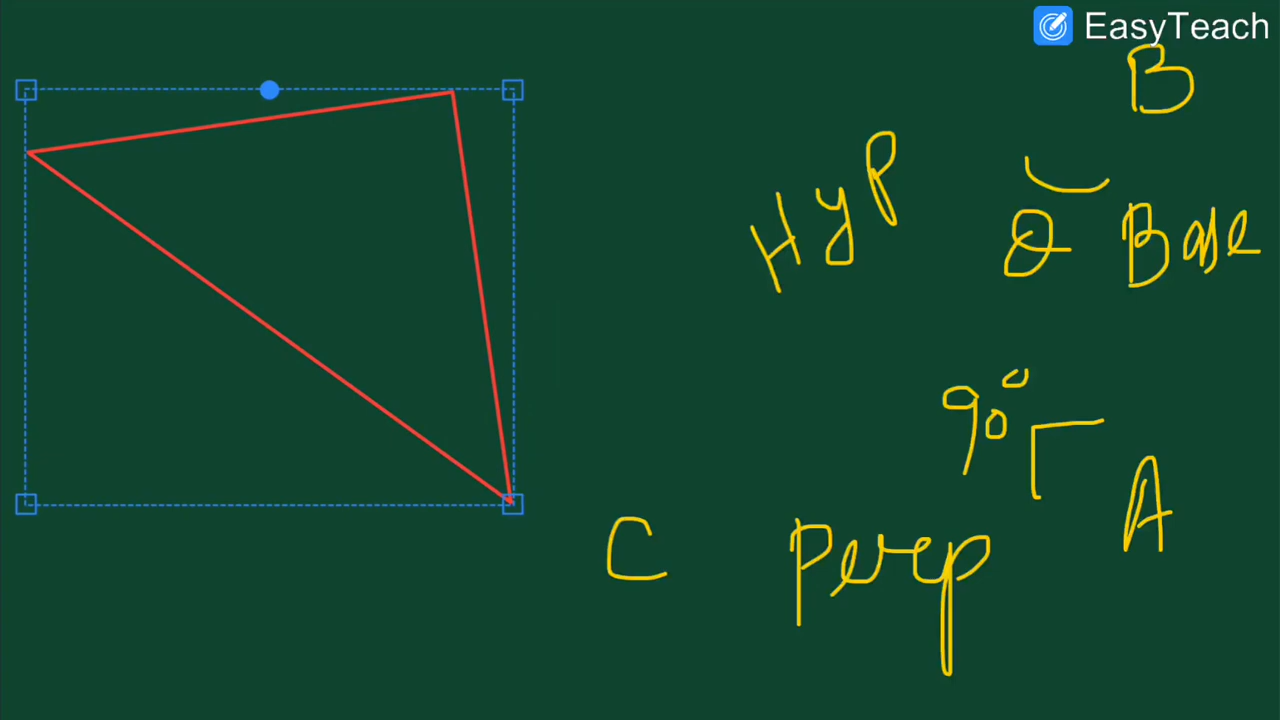 EasyTeach
B
Hyp
θ Base
90°
A
C Perp